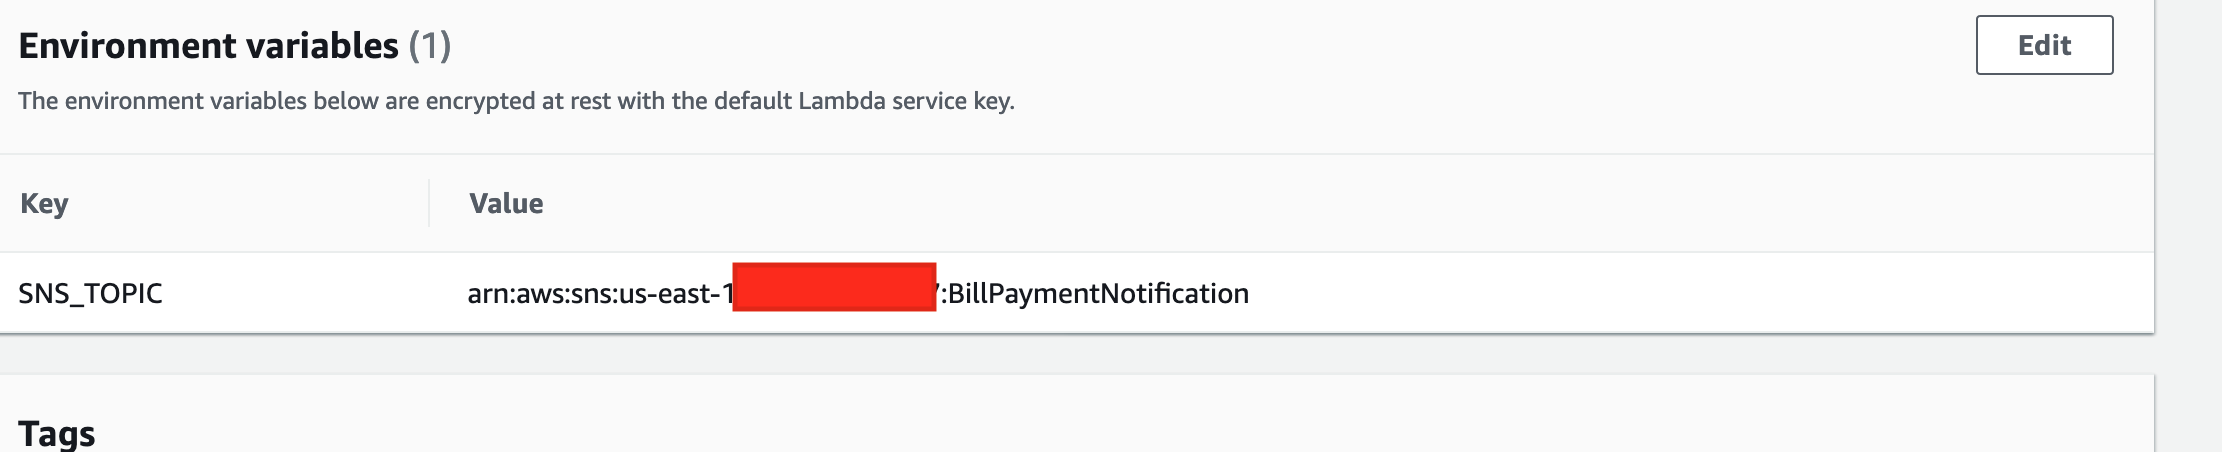 Environment variables (1)
Edit
The environment variables below are encrypted at rest with the default Lambda service key.
Key
Value
SNS_TOPIC
arn:aws:sns:us-east-1 :BillPaymentNotification
Tags